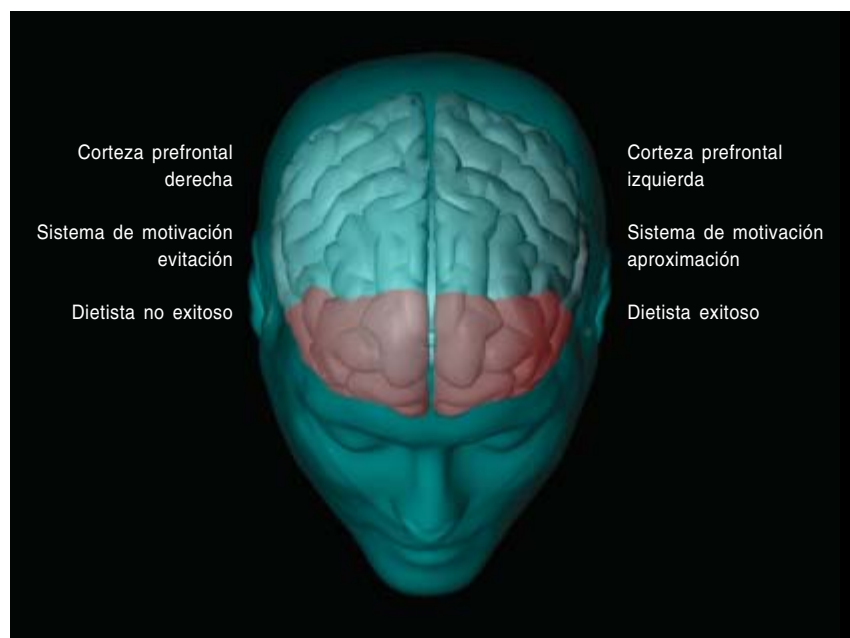 Corteza prefrontal
derecha
Sistema de motivación
evitación
Dietista no exitoso
Corteza prefrontal
izquierda
Sistema de motivación
aproximación
Dietista exitoso